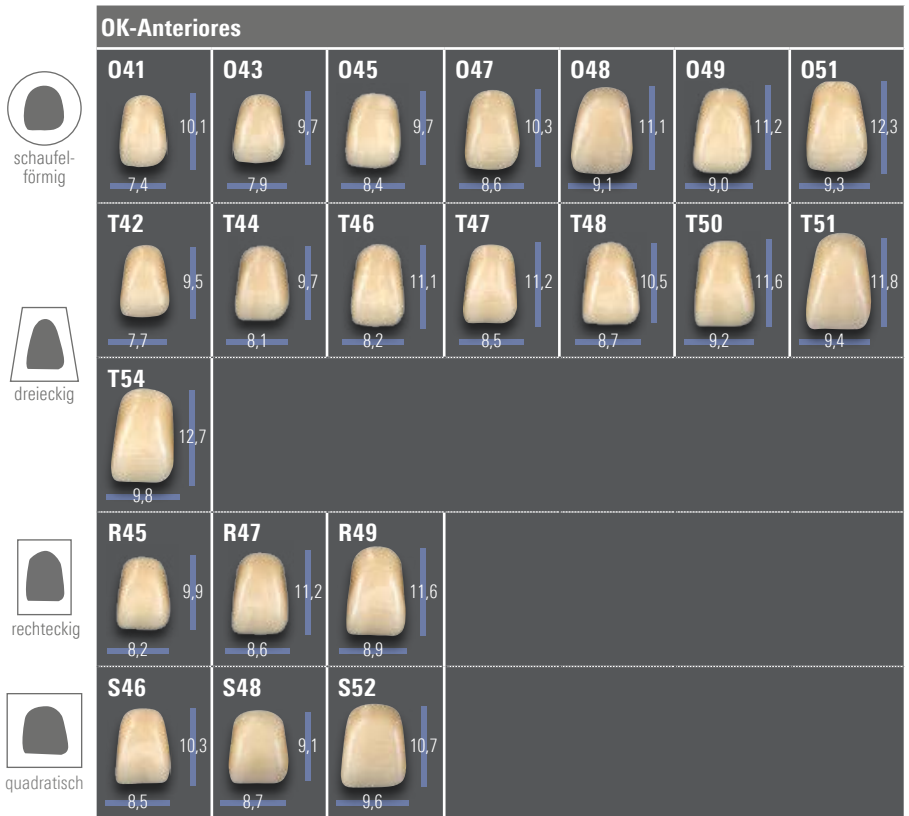 OK-Anteriores
schaufel-
förmig
O41 O43 O45 O47 O48 O49 O51
10,1 9,7 9,7 10,3 11,1 11,2 12,3
7,4 7,9 8,4 8,6 9,1 9,0 9,3
dreieckig
T42 T44 T46 T47 T48 T50 T51
9,5 9,7 11,1 11,2 10,5 11,6 11,8
7,7 8,1 8,2 8,5 8,7 9,2 9,4
T54
12,7
9,8
rechteckig
R45 R47 R49
9,9 11,2 11,6
8,2 8,6 8,9
quadratisch
S46 S48 S52
10,3 9,1 10,7
8,5 8,7 9,6